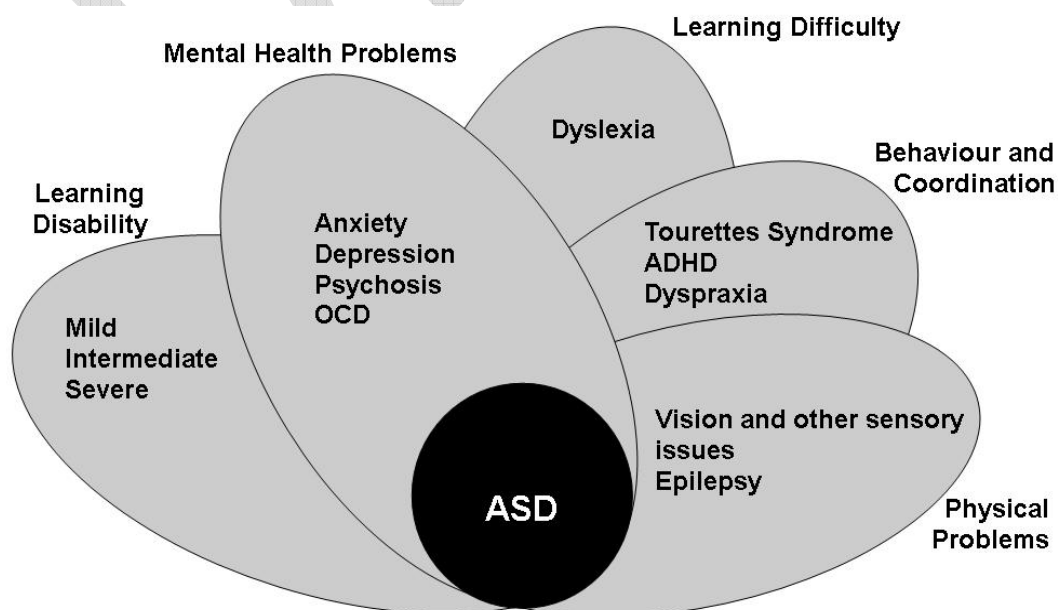 Learning Difficulty
Mental Health Problems
Dyslexia
Behaviour and
Coordination
Learning
Disability
Anxiety
Depression
Psychosis
OCD
Tourettes Syndrome
ADHD
Dyspraxia
Mild
Intermediate
Severe
Vision and other sensory
issues
Epilepsy
ASD
Physical
Problems